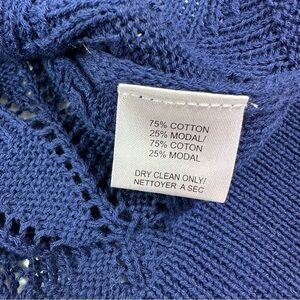 75% COTTON
25% MODAL/
75% COTON
25% MODAL
DRY CLEAN ONLY/
NETTOYER A SEC